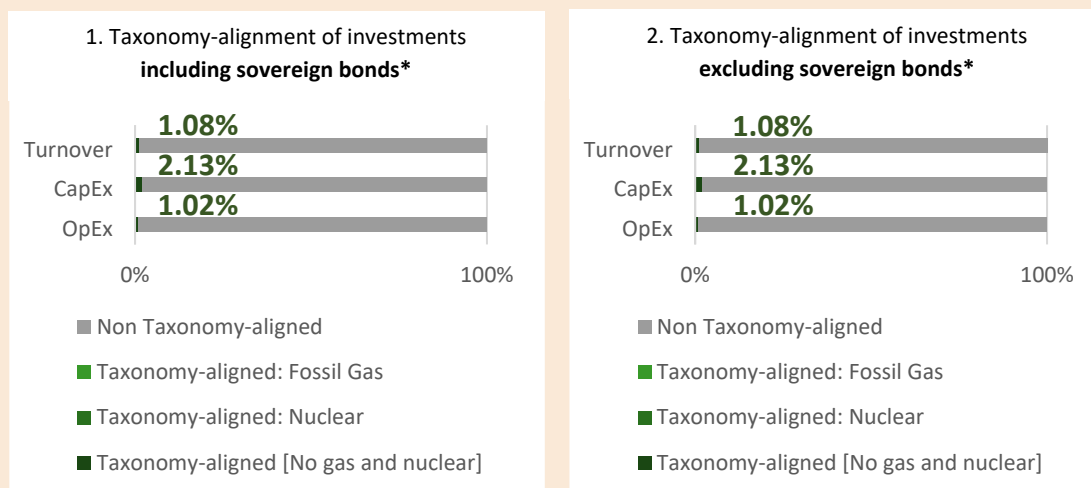 1. Taxonomy-alignment of investments
including sovereign bonds*
1.08%
Turnover
2.13%
CapEx
1.02%
OpEx
0%
100%
Non Taxonomy-aligned
Taxonomy-aligned: Fossil Gas
Taxonomy-aligned: Nuclear
Taxonomy-aligned [No gas and nuclear]
2. Taxonomy-alignment of investments
excluding sovereign bonds*
1.08%
Turnover
2.13%
CapEx
1.02%
OpEx
0%
100%
Non Taxonomy-aligned
Taxonomy-aligned: Fossil Gas
Taxonomy-aligned: Nuclear
Taxonomy-aligned [No gas and nuclear]